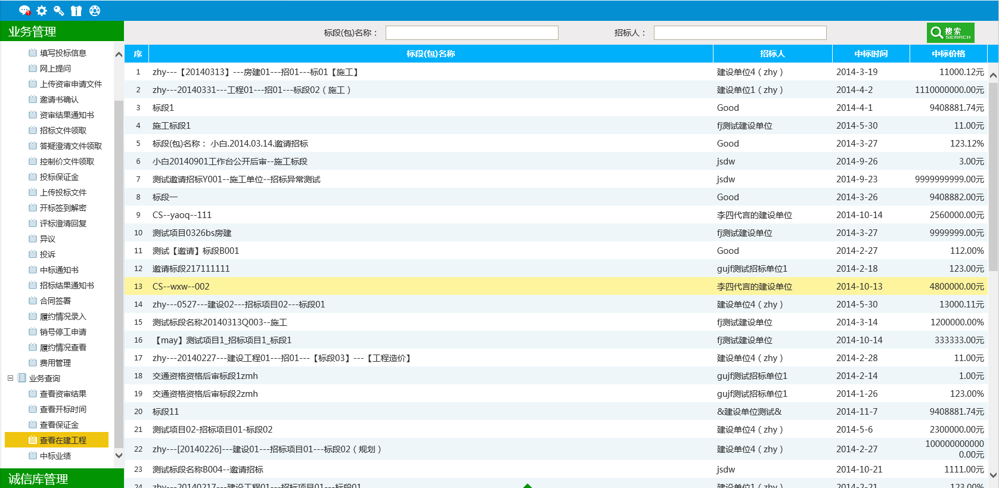 业务管理
标段(包)名称：
招标人：
搜索
SEARCH
填写投标信息
网上提问
上传资审申请文件
邀请书确认
资审结果通知书
招标文件领取
答疑澄清文件领取
控制价文件领取
投标保证金
上传投标文件
开标签到解密
评标澄清回复
异议
投诉
中标通知书
招标结果通知书
合同签署
履约情况录入
销号停工申请
履约情况查看
费用管理
业务查询
查看资审结果
查看开标时间
查看保证金
查看在建工程
中标业绩
诚信库管理
序 标段(包)名称 招标人 中标时间 中标价格
1 zhy---【20140313】---房建01---招01---标01【施工】 建设单位4（zhy） 2014-3-19 11000.12元
2 zhy---20140331---工程01---招01---标段02（施工） 建设单位1（zhy） 2014-4-2 1110000000.00元
3 标段1 Good 2014-4-1 9408881.74元
4 施工标段1 fj测试建设单位 2014-5-30 11.00元
5 标段(包)名称： 小白.2014.03.14.邀请招标 Good 2014-3-27 123.12%
6 小白20140901工作台公开后审--施工标段 jsdw 2014-9-26 3.00元
7 测试邀请招标Y001--施工单位--招标异常测试 jsdw 2014-9-23 9999999999.00元
8 标段一 Good 2014-3-26 9408882.00元
9 CS--yaoq--111 李四代言的建设单位 2014-10-14 2560000.00元
10 测试项目0326bs房建 fj测试建设单位 2014-3-27 9999999.00元
11 测试【邀请】标段B001 Good 2014-2-27 112.00%
12 邀请标段217111111 gujf测试招标单位1 2014-2-18 123.00元
13 CS--wxw--002 李四代言的建设单位 2014-10-13 4800000.00元
14 zhy---0527---建设02---招标项目02---标段01 建设单位4（zhy） 2014-5-30 13000.11元
15 测试标段名称20140313Q003--施工 fj测试建设单位 2014-3-14 1200000.00%
16 【may】测试项目1_招标项目1_标段1 fj测试建设单位 2014-10-14 333333.00元
17 zhy---20140227---建设工程01---招01---【标段03】---【工程造价】 建设单位4（zhy） 2014-2-28 11.00元
18 交通资格资格后审标段1zmh gujf测试招标单位1 2014-2-14 1.00元
19 交通资格资格后审标段2zmh gujf测试招标单位1 2014-1-26 123.00%
20 标段11 &建设单位测试& 2014-11-7 9408881.74元
21 测试项目02-招标项目01-标段02 建设单位4（zhy） 2014-5-6 2300000.00元
22 zhy---[20140226]---建设01---招标项目01---标段02（规划） 建设单位4（zhy） 2014-2-27 100000000000
0.00元
23 测试标段名称B004--邀请招标 jsdw 2014-10-21 1111.00元
24 zhy---20140217---建设工程01---招标项目01---标段01 建设单位1（zhy） 2014-2-21 123.00%